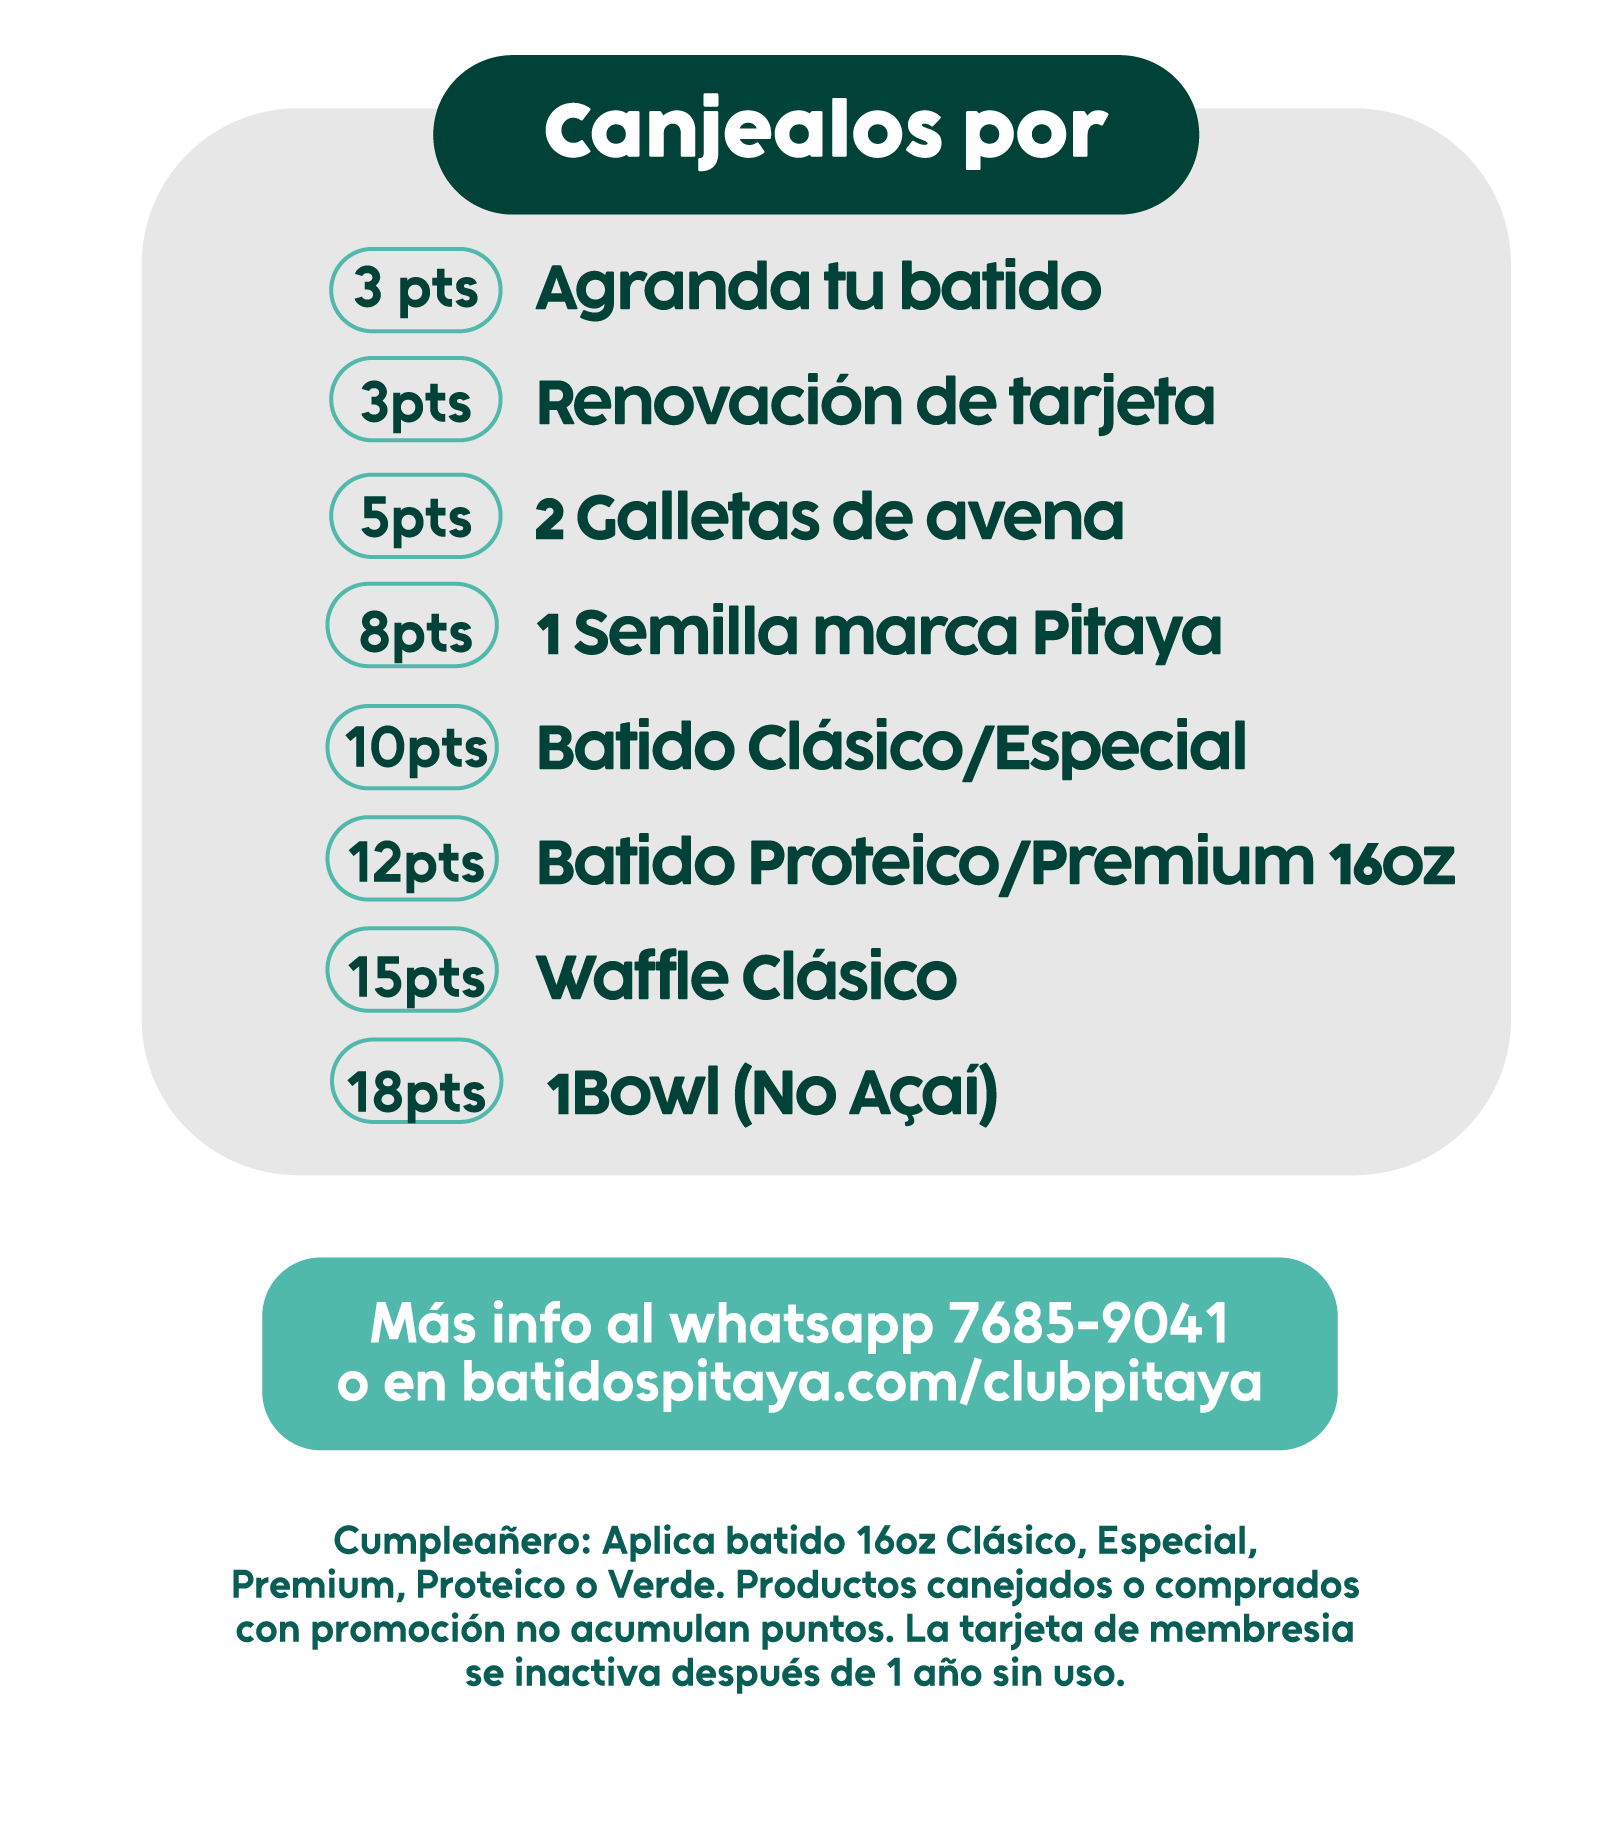 Canjealos por
3 pts Agranda tu batido
3pts Renovación de tarjeta
5pts 2 Galletas de avena
8pts 1 Semilla marca Pitaya
10pts Batido Clásico/Especial
12pts Batido Proteico/Premium 16oz
15pts Waffle Clásico
18pts 1Bowl (No Açaí)
Más info al whatsapp 7685-9041
o en batidospitaya.com/clubpitaya
Cumpleañero: Aplica batido 16oz Clásico, Especial,
Premium, Proteico o Verde. Productos canejados o comprados
con promoción no acumulan puntos. La tarjeta de membresia
se inactiva después de 1 año sin uso.